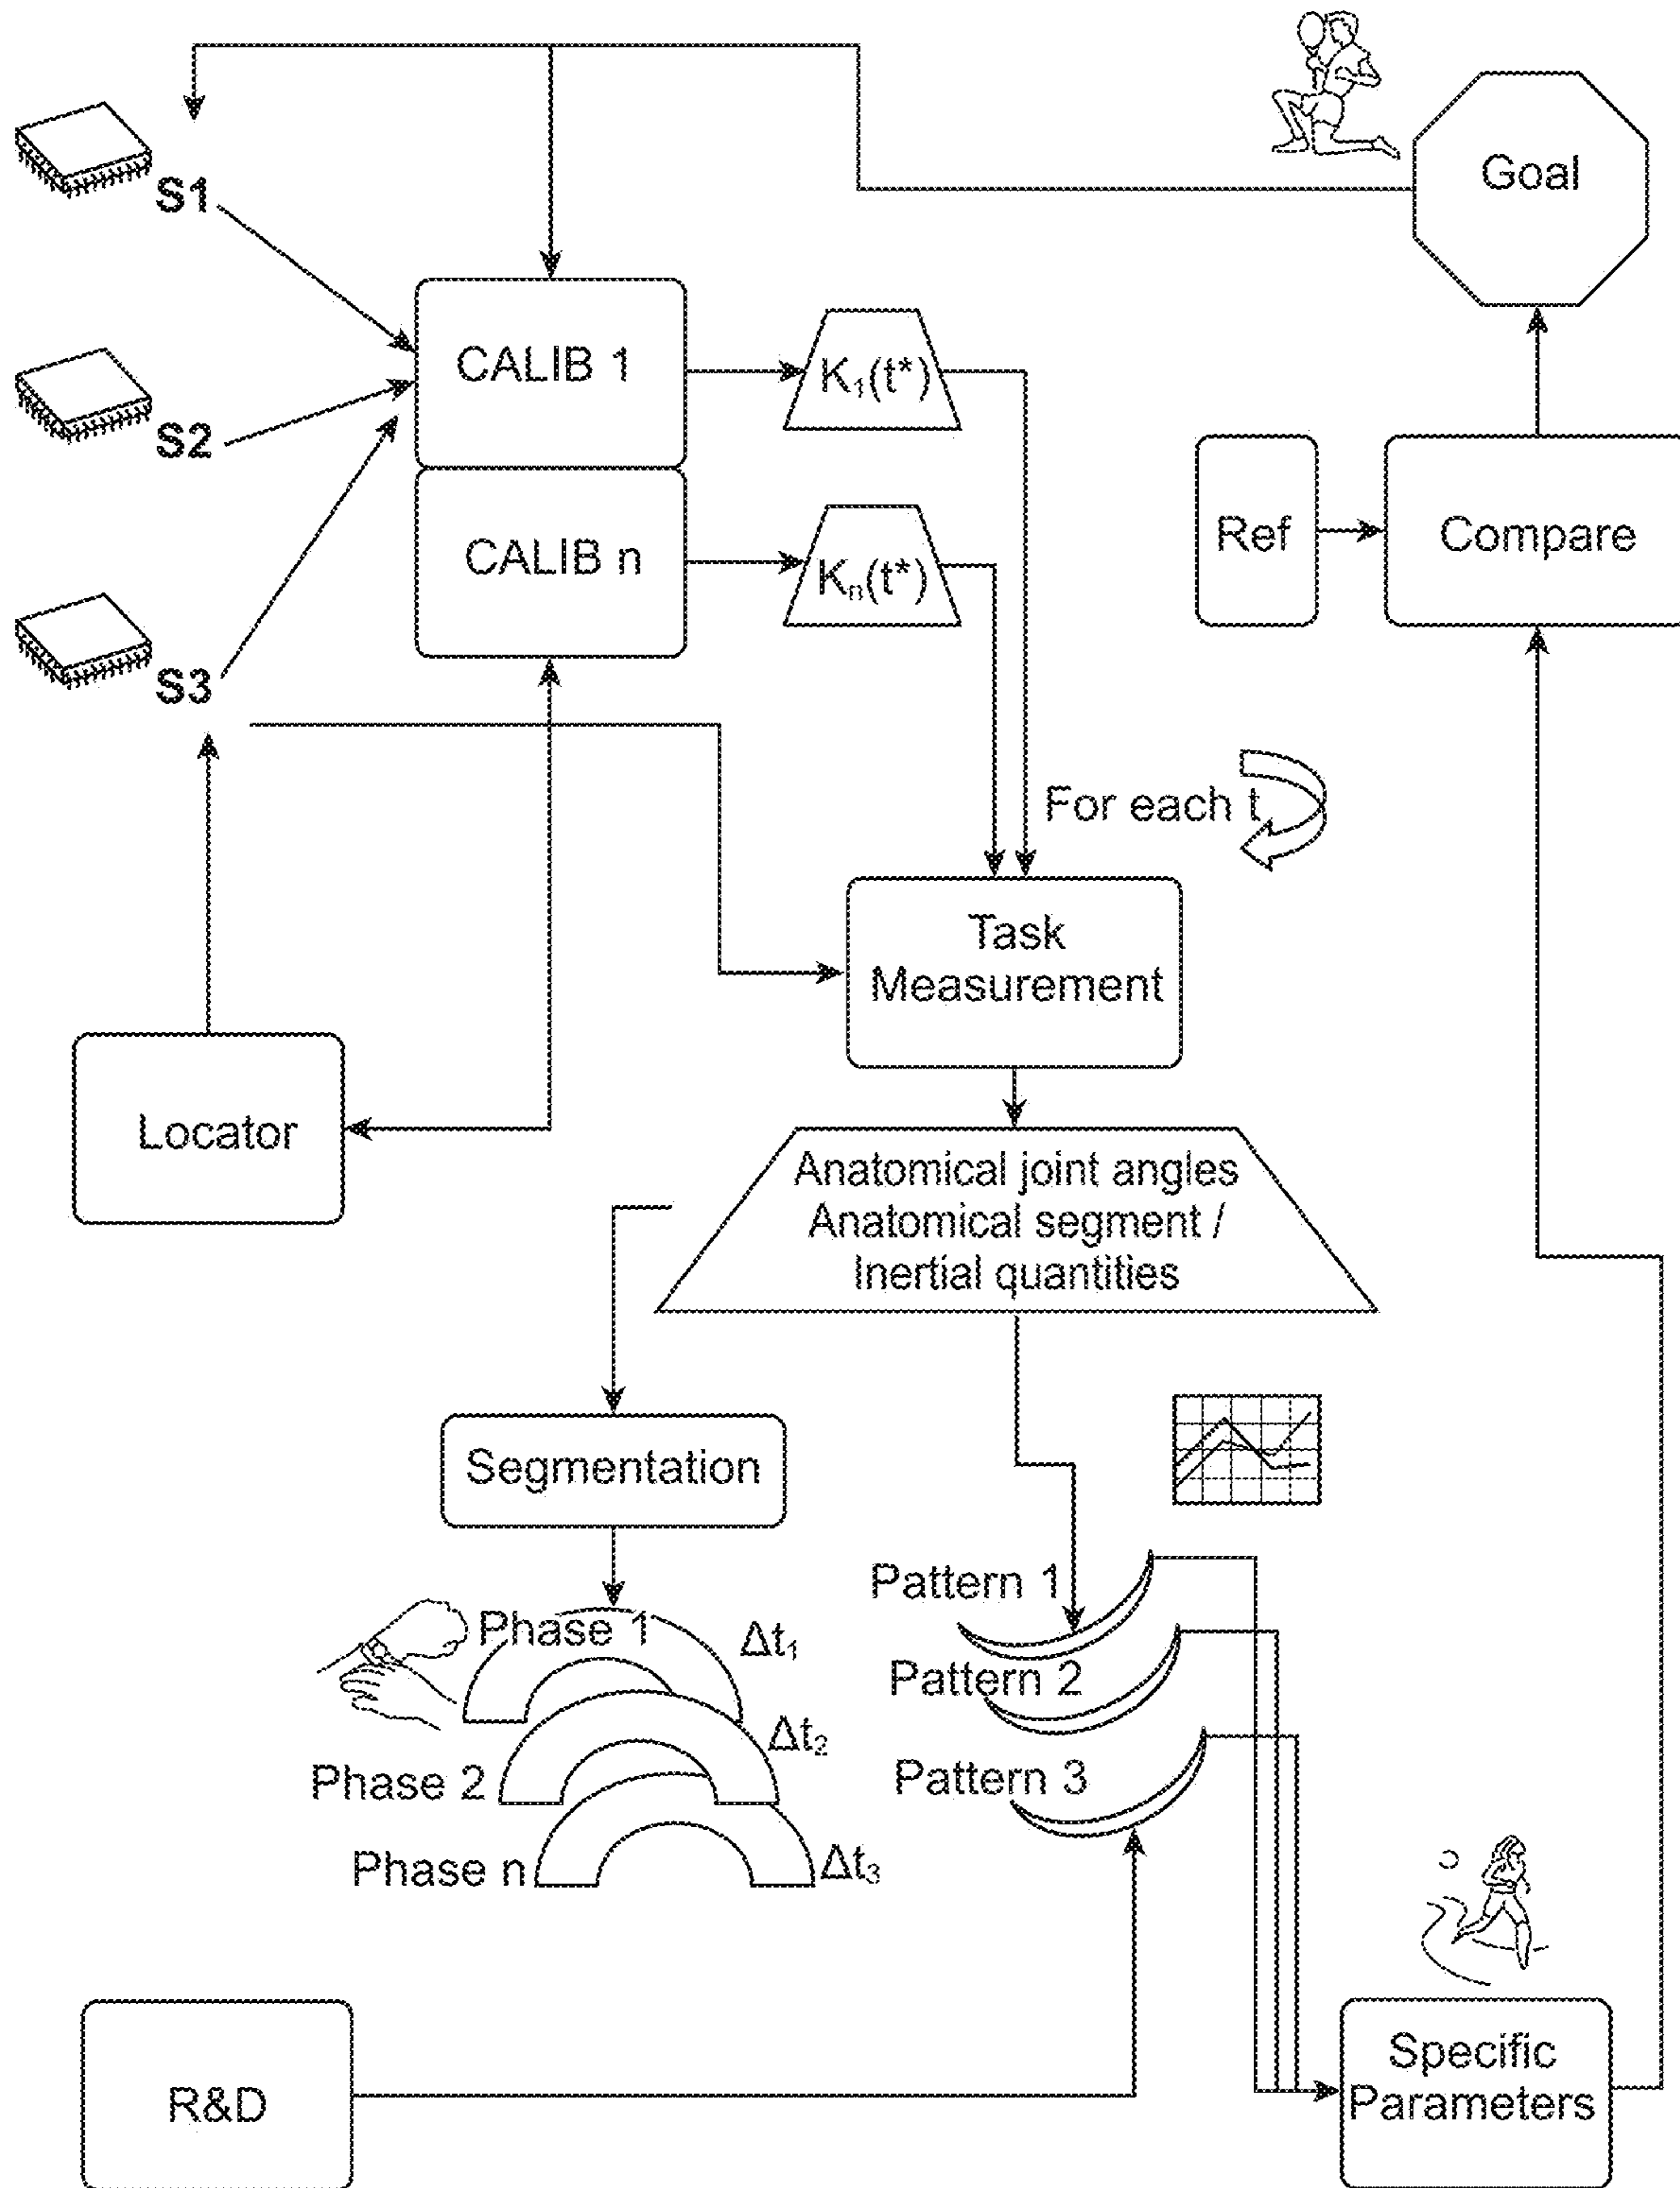 Goal
S1
CALIB 1
K₁(t*)
S2
Ref
Compare
CALIB n
Kₙ(t*)
S3
For each t
Task
Measurement
Locator
Anatomical joint angles
Anatomical segment /
Inertial quantities
Segmentation
Phase 1
Δt₁
Pattern 1
Pattern 2
Δt₂
Phase 2
Pattern 3
Phase n
Δt₃
R&D
Specific
Parameters